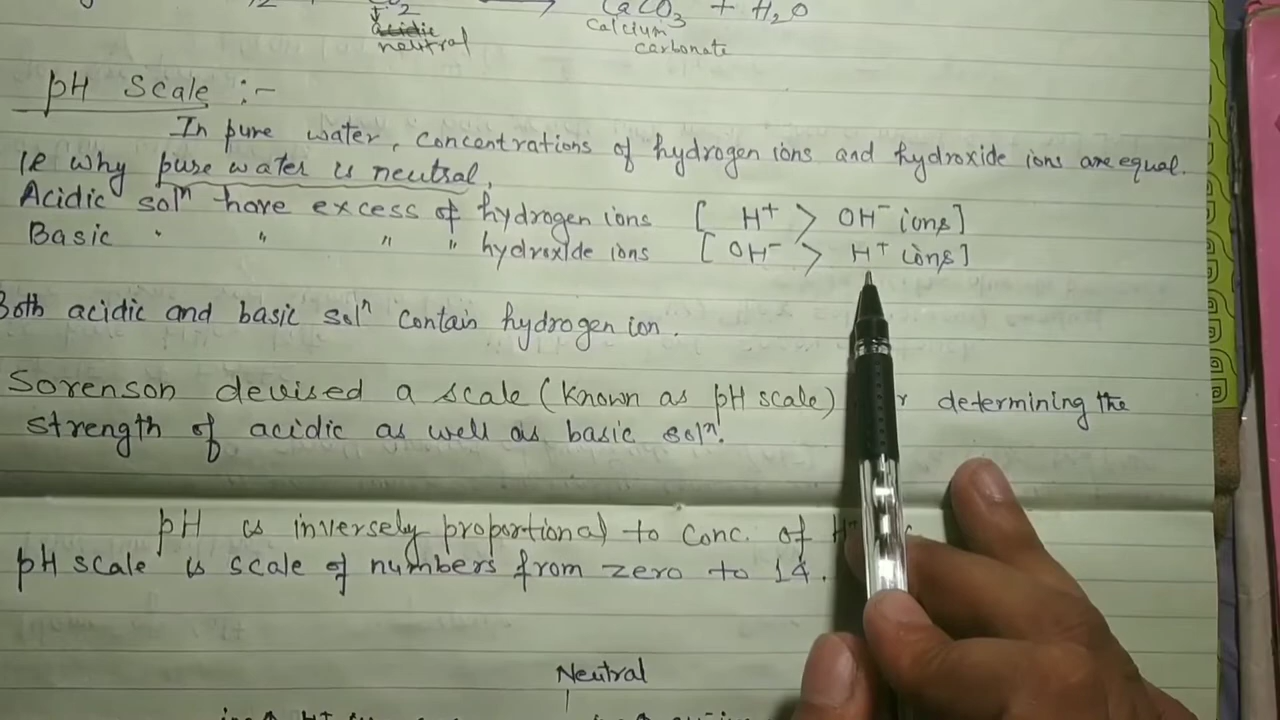 CaCO3 + H2O
acidic
neutral
Calcium
carbonate
pH Scale :-
In pure water, concentrations of hydrogen ions and hydroxide ions are equal.
why pure water is neutral,
Acidic solⁿ have excess of hydrogen ions [ H⁺ > OH⁻ ions]
Basic " " " " hydroxide ions [ OH⁻ > H⁺ ions]
Both acidic and basic solⁿ contain hydrogen ion.
Sorenson devised a scale (known as pH scale) determining the
strength of acidic as well as basic solⁿ.
pH is inversely proportional to conc. of
pH scale is scale of numbers from zero to 14.
Neutral